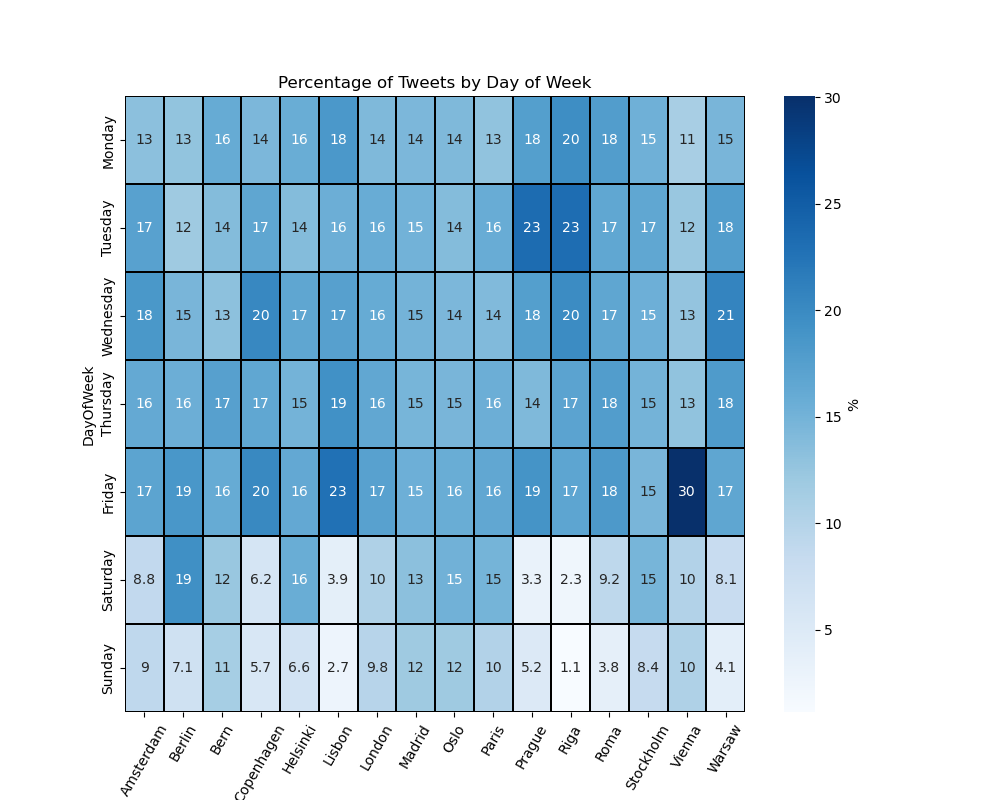 Percentage of Tweets by Day of Week
Monday 13 13 16 14 16 18 14 14 14 13 18 20 18 15 11 15
Tuesday 17 12 14 17 14 16 16 15 14 16 23 23 17 17 12 18
Wednesday 18 15 13 20 17 17 16 15 14 14 18 20 17 15 13 21
Thursday 16 16 17 17 15 19 16 15 15 16 14 17 18 15 13 18
Friday 17 19 16 20 16 23 17 15 16 16 19 17 18 15 30 17
Saturday 8.8 19 12 6.2 16 3.9 10 13 15 15 3.3 2.3 9.2 15 10 8.1
Sunday 9 7.1 11 5.7 6.6 2.7 9.8 12 12 10 5.2 1.1 3.8 8.4 10 4.1
DayOfWeek
Amsterdam Berlin Bern Copenhagen Helsinki Lisbon London Madrid Oslo Paris Prague Riga Roma Stockholm Vienna Warsaw
30
25
20
15
10
5
%